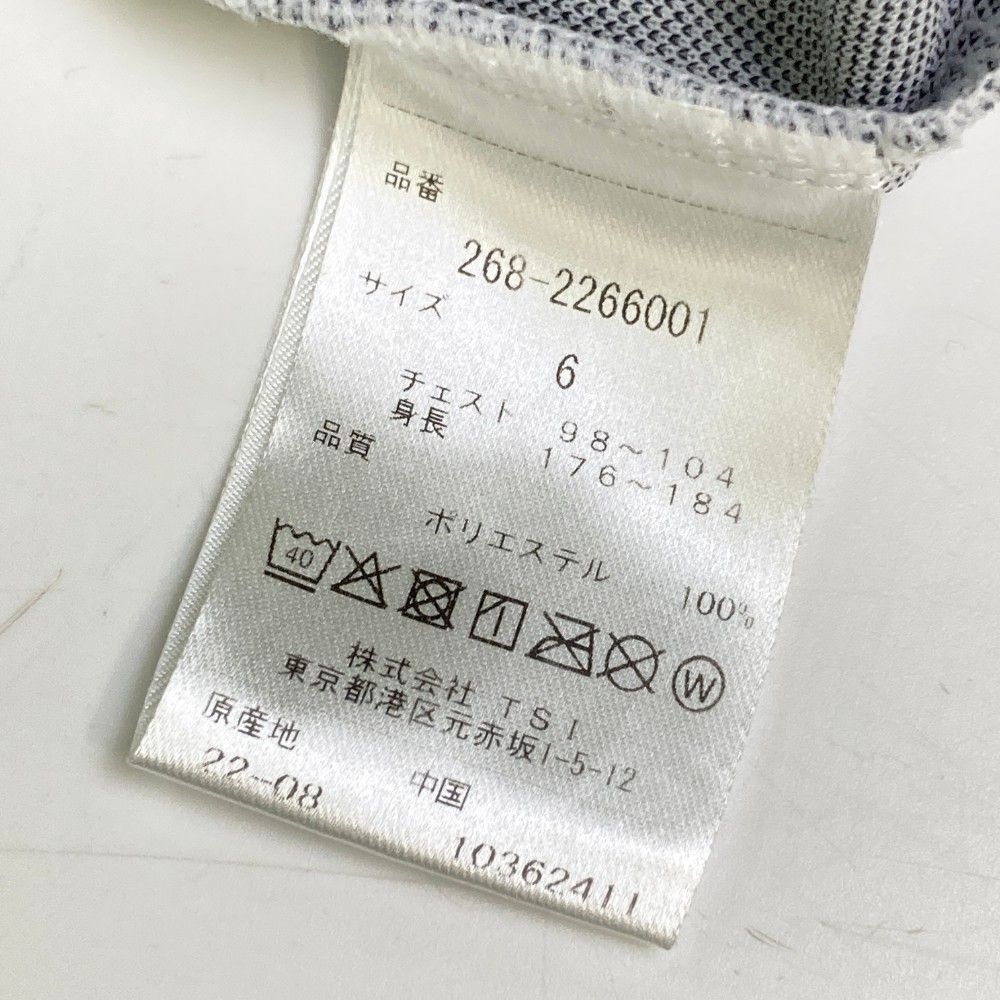 品番
268-2266001
サイズ
6
チェスト 98～104
身長 176～184
品質
ポリエステル 100%
40
W
株式会社 TSI
東京都港区元赤坂1-5-12
原産地 中国
22-08 10362411